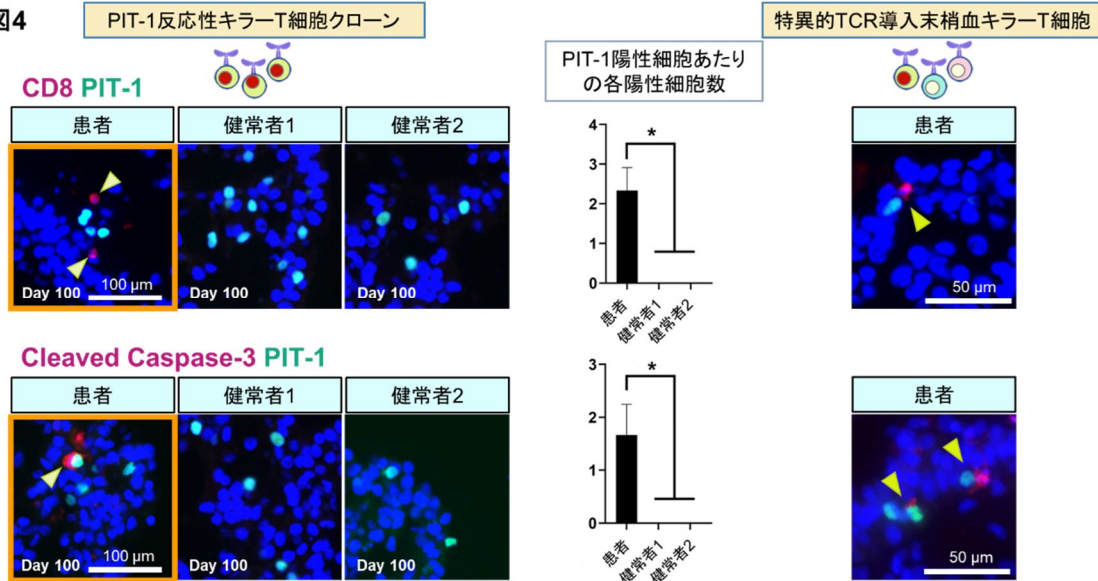 図4
PIT-1反応性キラーT細胞クローン
特異的TCR導入末梢血キラーT細胞
PIT-1陽性細胞あたり
の各陽性細胞数
CD8 PIT-1
患者
健常者1
健常者2
患者
Day 100
100 μm
Day 100
Day 100
4
3
2
1
0
*
患者
健常者1
健常者2
50 μm
Cleaved Caspase-3 PIT-1
患者
健常者1
健常者2
患者
Day 100
100 μm
Day 100
Day 100
3
2
1
0
*
患者
健常者1
健常者2
50 μm